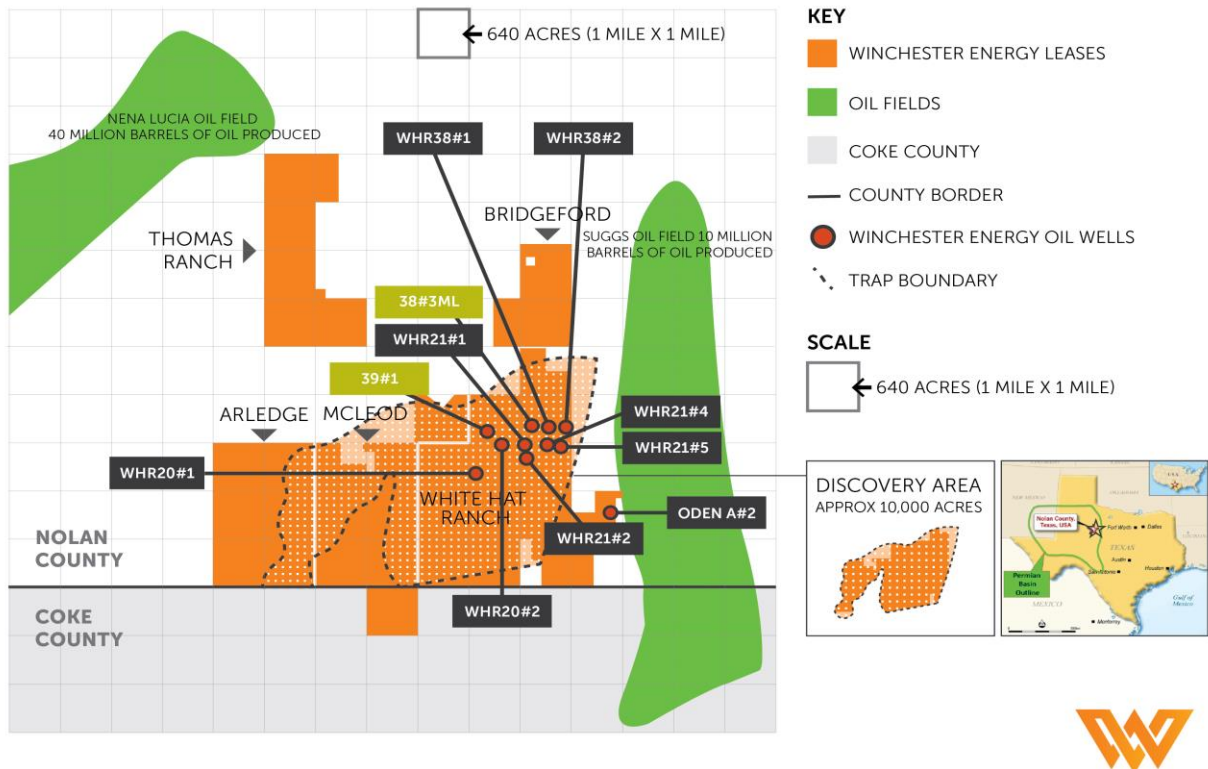 640 ACRES (1 MILE X 1 MILE)
NENA LUCIA OIL FIELD
40 MILLION BARRELS OF OIL PRODUCED
WHR38#1
WHR38#2
THOMAS
RANCH
BRIDGEFORD
SUGGS OIL FIELD 10 MILLION
BARRELS OF OIL PRODUCED
38#3ML
WHR21#1
39#1
ARLEDGE
MCLEOD
WHR21#4
WHR21#5
WHR20#1
WHITE HAT
RANCH
ODEN A#2
WHR21#2
WHR20#2
NOLAN
COUNTY
COKE
COUNTY
KEY
WINCHESTER ENERGY LEASES
OIL FIELDS
COKE COUNTY
COUNTY BORDER
WINCHESTER ENERGY OIL WELLS
TRAP BOUNDARY
SCALE
640 ACRES (1 MILE X 1 MILE)
DISCOVERY AREA
APPROX 10,000 ACRES
Nolan County,
Texas, USA
Fort Worth
Dallas
TEXAS
Austin
San Antonio
Houston
Permian
Basin
Outline
MEXICO
Monterrey
Gulf of
Mexico